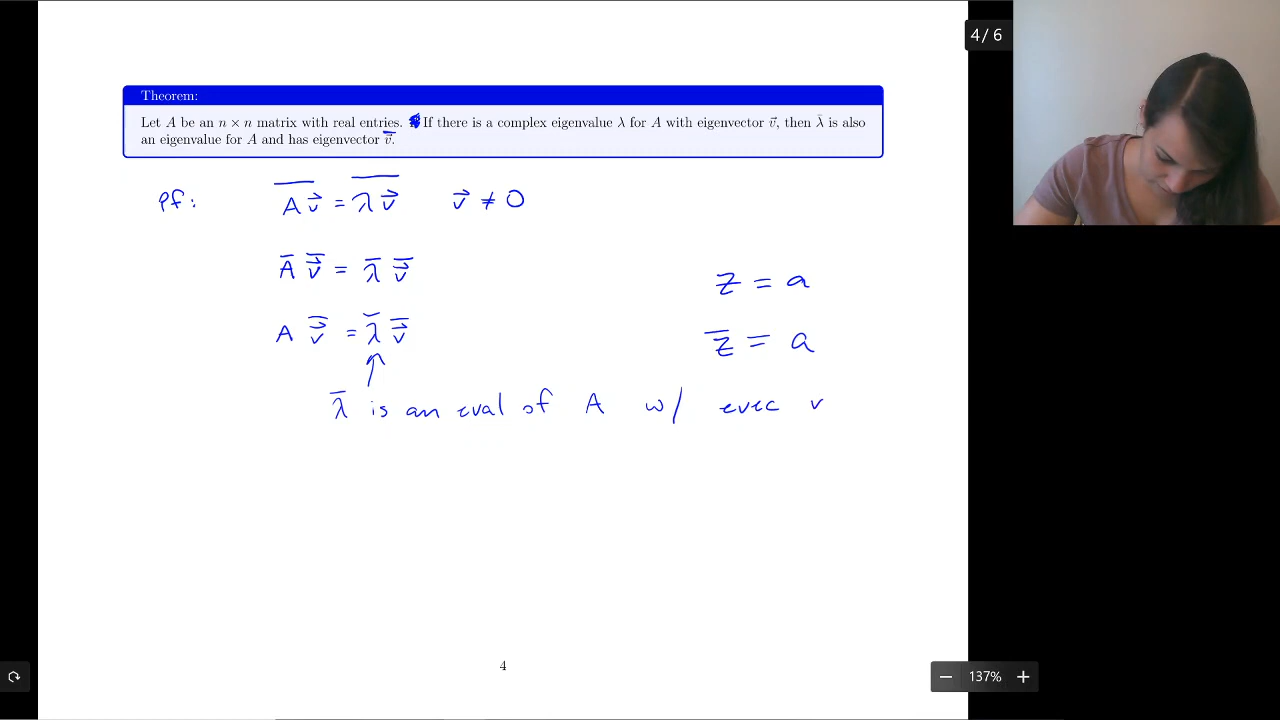 4 / 6
Theorem:
Let A be an n × n matrix with real entries. If there is a complex eigenvalue λ for A with eigenvector v⃗, then λ̄ is also
an eigenvalue for A and has eigenvector v⃗̄.
Pf: A̅v̅⃗ = λ̅v̅⃗ v⃗ ≠ 0
A̅ v̅⃗ = λ̅ v̅⃗
z = a
A v̅⃗ = λ̅ v̅⃗
z̅ = a
λ̅ is an eval of A w/ evec v
4
137%